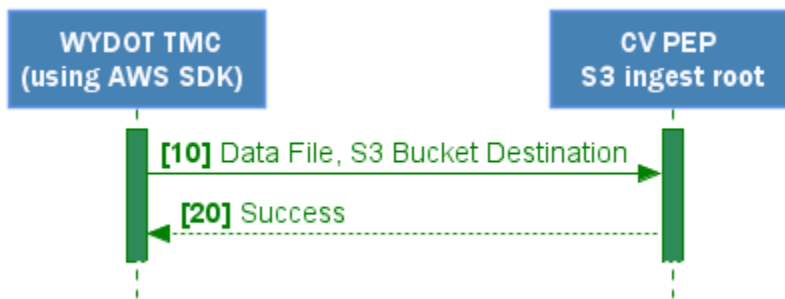 WYDOT TMC
(using AWS SDK)
CV PEP
S3 ingest root
[10] Data File, S3 Bucket Destination
[20] Success